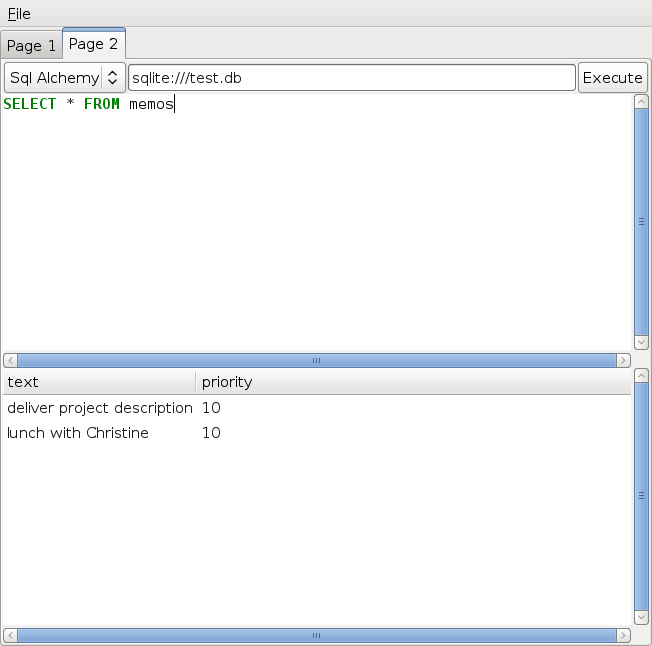 File
Page 1 Page 2
Sql Alchemy sqlite:///test.db Execute
SELECT * FROM memos
text priority
deliver project description 10
lunch with Christine 10